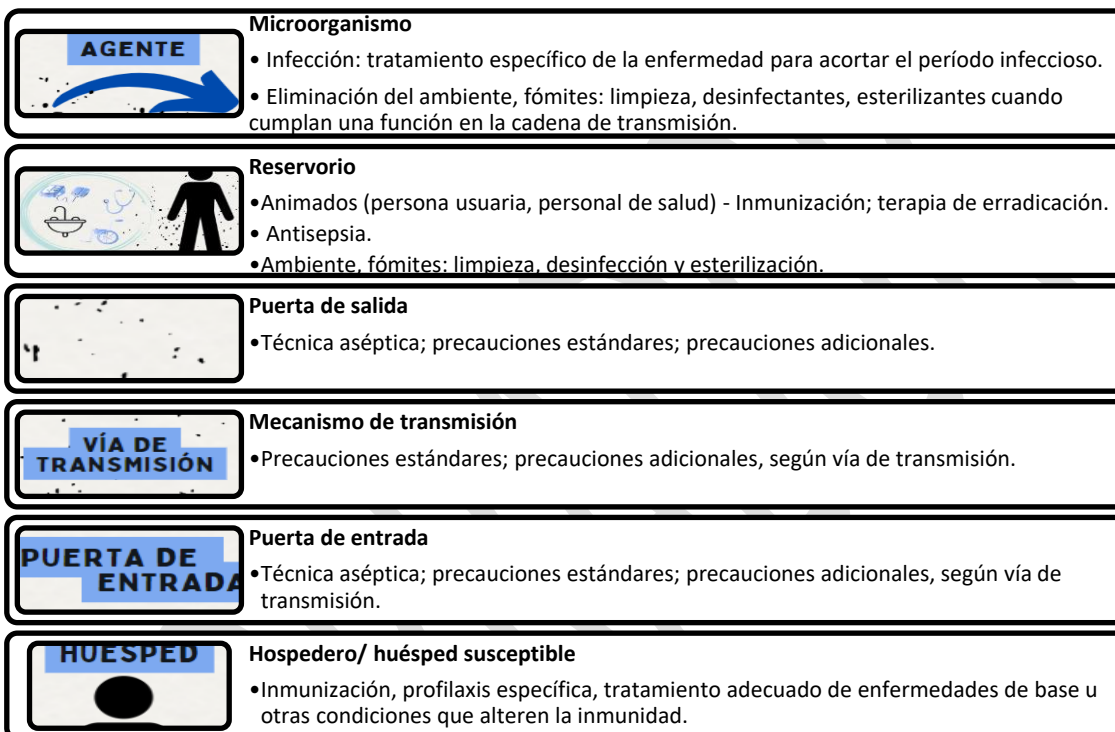 Microorganismo
AGENTE
• Infección: tratamiento específico de la enfermedad para acortar el período infeccioso.
• Eliminación del ambiente, fómites: limpieza, desinfectantes, esterilizantes cuando
cumplan una función en la cadena de transmisión.
Reservorio
•Animados (persona usuaria, personal de salud) - Inmunización; terapia de erradicación.
• Antisepsia.
•Ambiente, fómites: limpieza, desinfección y esterilización.
Puerta de salida
•Técnica aséptica; precauciones estándares; precauciones adicionales.
Mecanismo de transmisión
VÍA DE
TRANSMISIÓN
•Precauciones estándares; precauciones adicionales, según vía de transmisión.
Puerta de entrada
PUERTA DE
ENTRADA
•Técnica aséptica; precauciones estándares; precauciones adicionales, según vía de
transmisión.
HUÉSPED
Hospedero/ huésped susceptible
•Inmunización, profilaxis específica, tratamiento adecuado de enfermedades de base u
otras condiciones que alteren la inmunidad.